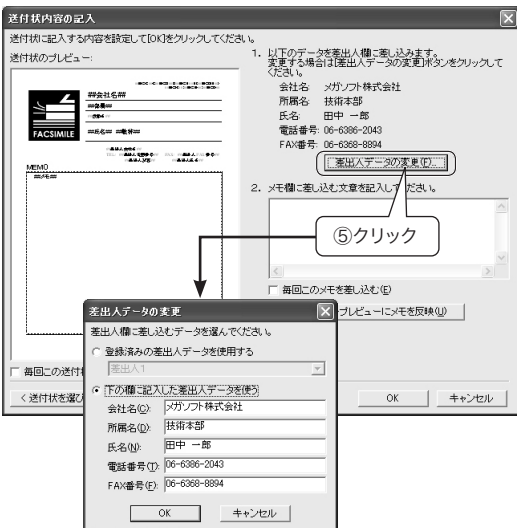 送付状内容の記入
送付状に記入する内容を設定して[OK]をクリックしてください。
送付状のプレビュー:
##会社名##
FACSIMILE
MEMO
1. 以下のデータを差出人欄に差し込みます。
変更する場合は[差出人データの変更]ボタンをクリックして
ください。
会社名: メガソフト株式会社
所属名: 技術本部
氏名: 田中 一郎
電話番号: 06-6386-2043
FAX番号: 06-6368-8894
差出人データの変更(F)...
2. メモ欄に差し込む文章を記入してください。
⑤クリック
毎回このメモを差し込む(E)
プレビューにメモを反映(U)
毎回この送付
< 送付状を選び
OK
キャンセル
差出人データの変更
差出人欄に差し込むデータを選んでください。
登録済みの差出人データを使用する
差出人1
下の欄に記入した差出人データを使う
会社名(C): メガソフト株式会社
所属名(D): 技術本部
氏名(N): 田中 一郎
電話番号(T): 06-6386-2043
FAX番号(F): 06-6368-8894
OK
キャンセル